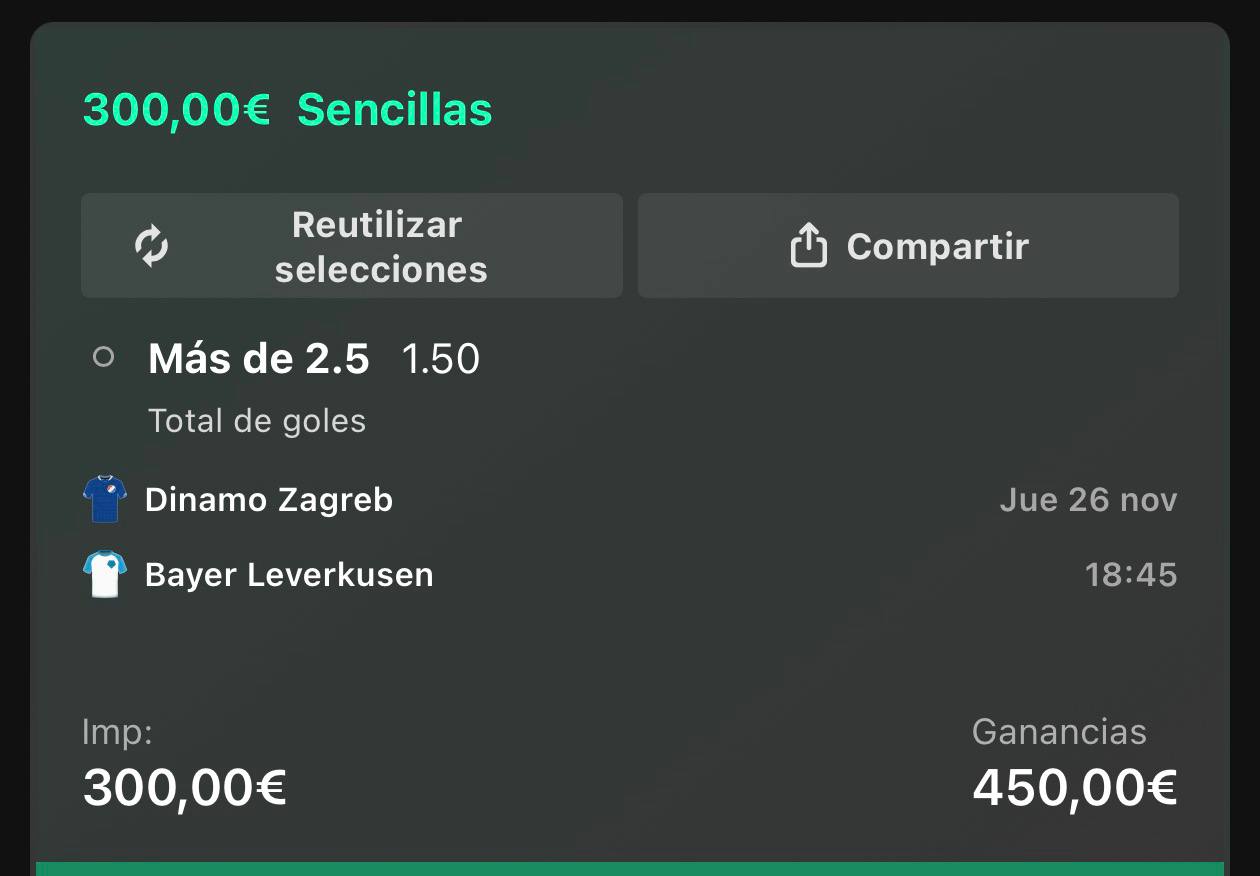 300,00€ Sencillas
Reutilizar
selecciones
Compartir
Más de 2.5 1.50
Total de goles
Dinamo Zagreb Jue 26 nov
Bayer Leverkusen 18:45
Imp: Ganancias
300,00€ 450,00€